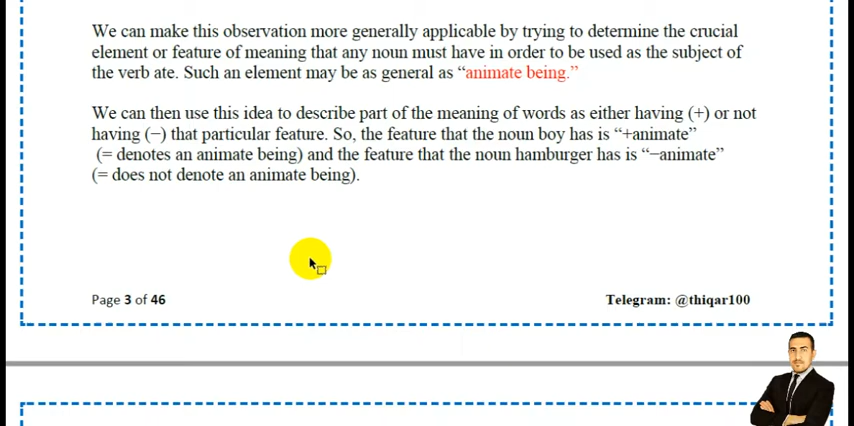 We can make this observation more generally applicable by trying to determine the crucial
element or feature of meaning that any noun must have in order to be used as the subject of
the verb ate. Such an element may be as general as “animate being.”
We can then use this idea to describe part of the meaning of words as either having (+) or not
having (−) that particular feature. So, the feature that the noun boy has is “+animate”
(= denotes an animate being) and the feature that the noun hamburger has is “−animate”
(= does not denote an animate being).
Page 3 of 46
Telegram: @thiqar100